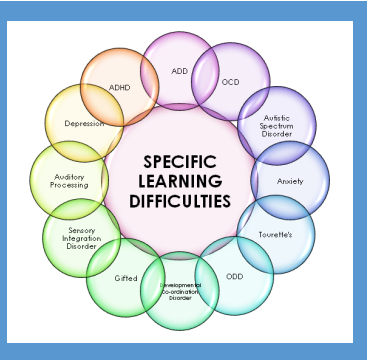 SPECIFIC
LEARNING
DIFFICULTIES
ADD
OCD
Autistic
Spectrum
Disorder
Anxiety
Tourette's
ODD
Developmental
Co-ordination
Disorder
Gifted
Sensory
Integration
Disorder
Auditory
Processing
Depression
ADHD